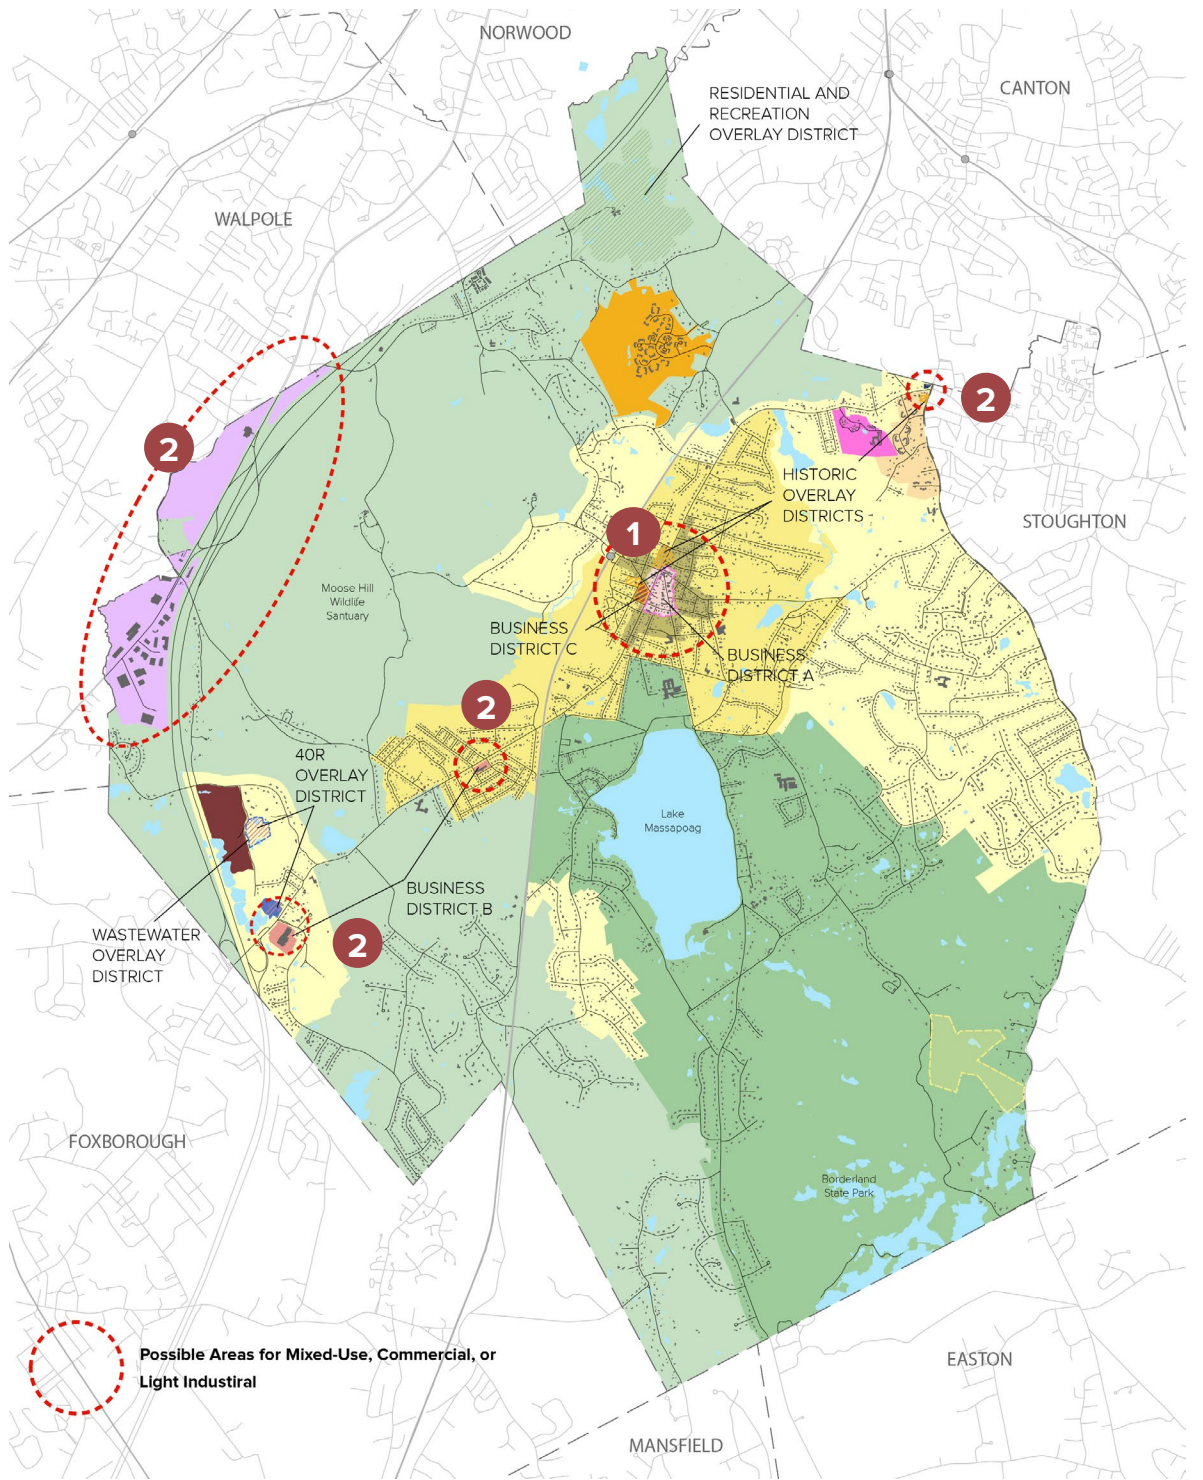 NORWOOD
CANTON
RESIDENTIAL AND
RECREATION
OVERLAY DISTRICT
WALPOLE
2
2
HISTORIC
OVERLAY
DISTRICTS
STOUGHTON
1
Moose Hill
Wildlife
Santuary
BUSINESS
DISTRICT C
BUSINESS
DISTRICT A
2
40R
OVERLAY
DISTRICT
Lake
Massapoag
BUSINESS
DISTRICT B
WASTEWATER
OVERLAY
DISTRICT
2
FOXBOROUGH
Borderland
State Park
Possible Areas for Mixed-Use, Commercial, or
Light Industiral
EASTON
MANSFIELD